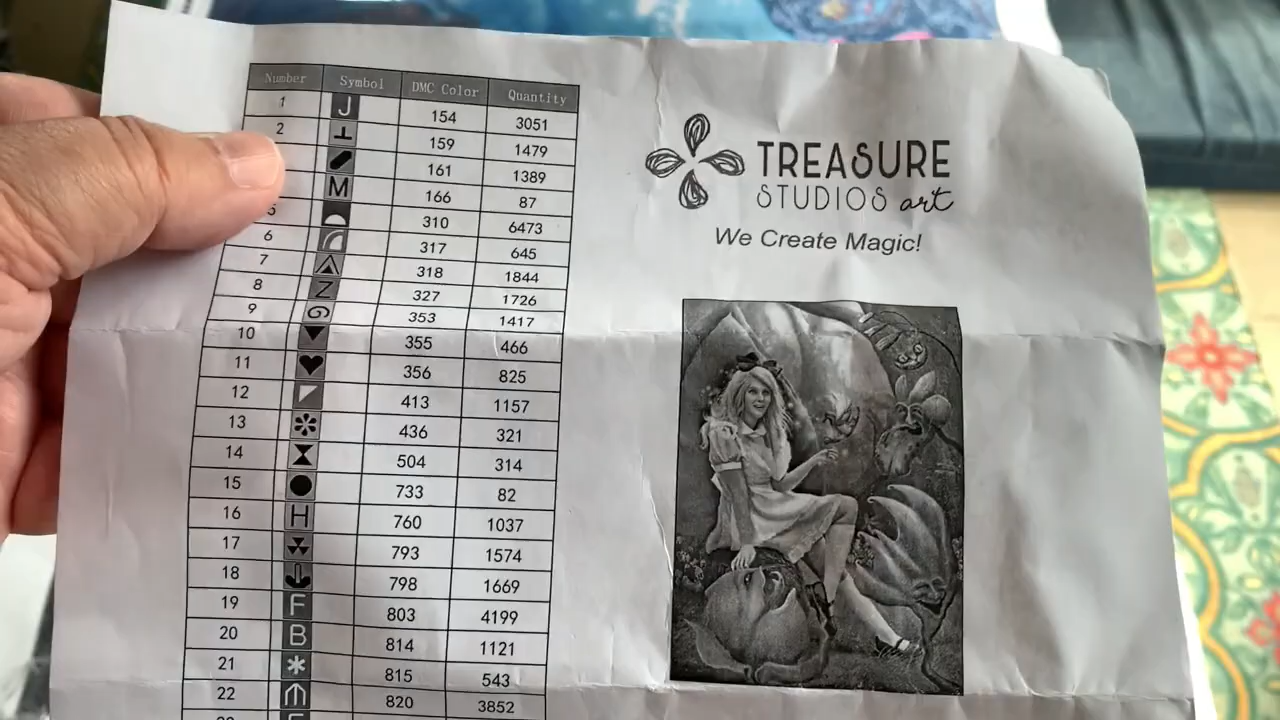 Number Symbol DMC Color Quantity
1 J 154 3051
2 159 1479
161 1389
M 166 87
5 310 6473
6 317 645
7 318 1844
8 Z 327 1726
9 353 1417
10 355 466
11 356 825
12 413 1157
13 436 321
14 504 314
15 733 82
16 H 760 1037
17 793 1574
18 798 1669
19 F 803 4199
20 B 814 1121
21 * 815 543
22 820 3852
TREASURE
STUDIOS art
We Create Magic!